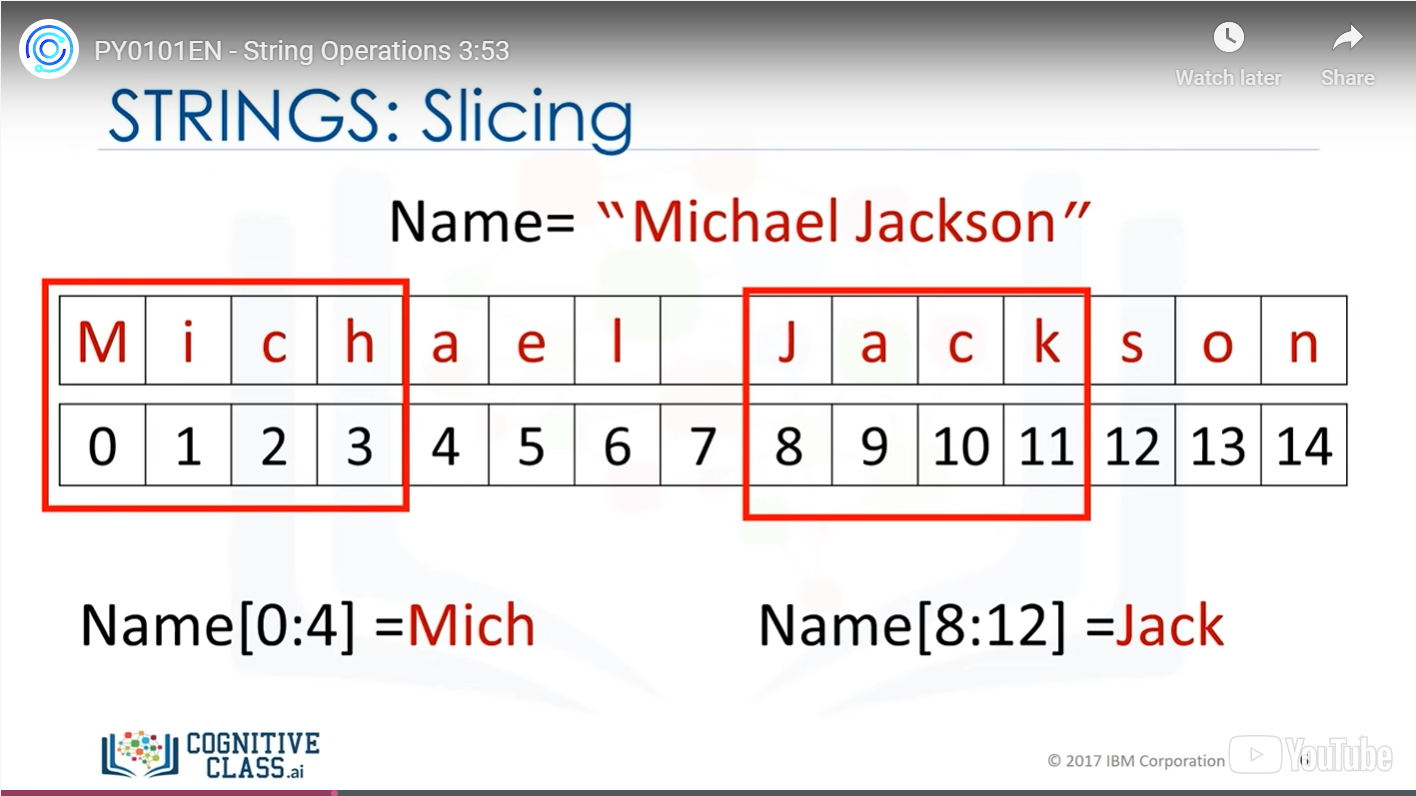 PY0101EN - String Operations 3:53
Watch later Share
STRINGS: Slicing
Name= “Michael Jackson”
M i c h a e l J a c k s o n
0 1 2 3 4 5 6 7 8 9 10 11 12 13 14
Name[0:4] =Mich Name[8:12] =Jack
COGNITIVE
CLASS.ai
© 2017 IBM Corporation 6 YouTube